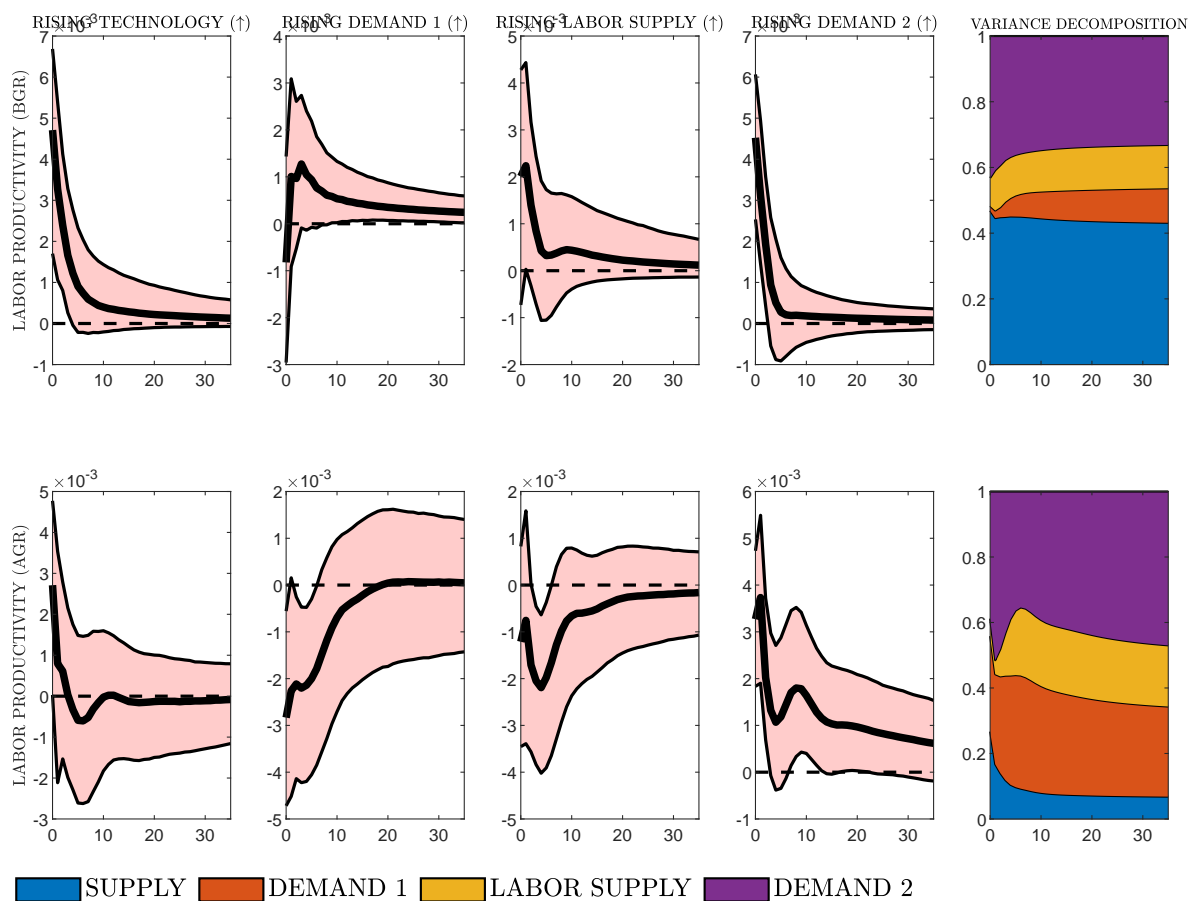 RISING TECHNOLOGY (↑) RISING DEMAND 1 (↑) RISING LABOR SUPPLY (↑) RISING DEMAND 2 (↑) VARIANCE DECOMPOSITION
×10-3 ×10-3 ×10-3 ×10-3
LABOR PRODUCTIVITY (BGR)
7 6 5 4 3 2 1 0 -1
0 10 20 30
4 3 2 1 0 -1 -2 -3
0 10 20 30
5 4 3 2 1 0 -1 -2
0 10 20 30
7 6 5 4 3 2 1 0 -1
0 10 20 30
1 0.8 0.6 0.4 0.2 0
0 10 20 30
×10-3 ×10-3 ×10-3 ×10-3
LABOR PRODUCTIVITY (AGR)
5 4 3 2 1 0 -1 -2 -3
0 10 20 30
2 1 0 -1 -2 -3 -4 -5
0 10 20 30
2 1 0 -1 -2 -3 -4 -5
0 10 20 30
6 5 4 3 2 1 0 -1
0 10 20 30
1 0.8 0.6 0.4 0.2 0
0 10 20 30
SUPPLY DEMAND 1 LABOR SUPPLY DEMAND 2